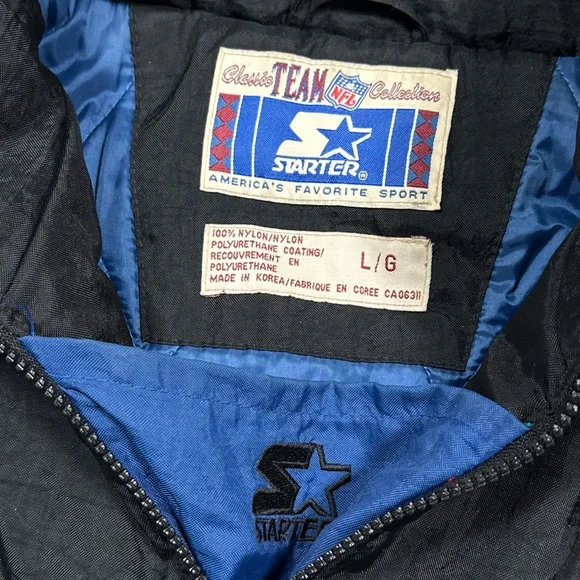 Classic TEAM NFL Collection
STARTER®
AMERICA'S FAVORITE SPORT
100% NYLON/NYLON
POLYURETHANE COATING/
RECOUVREMENT EN
POLYURETHANE
MADE IN KOREA/FABRIQUE EN COREE CA06311
L/G
STARTER